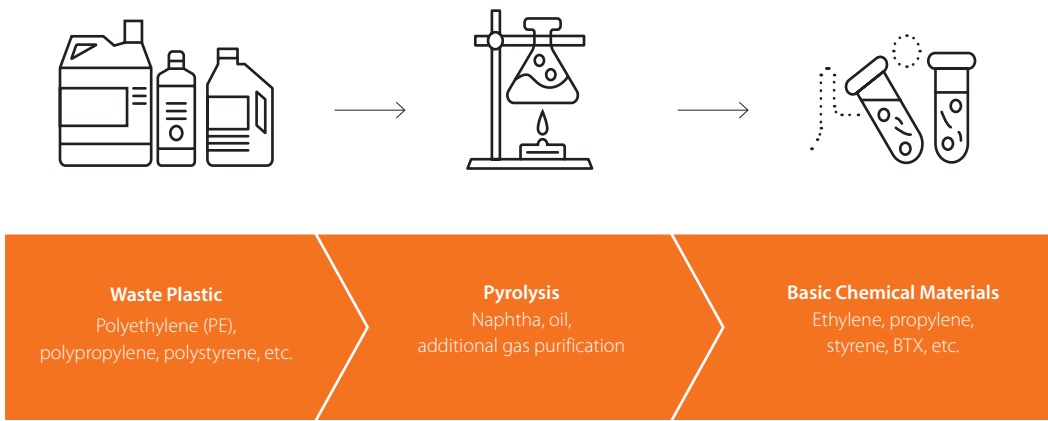 Waste Plastic
Polyethylene (PE),
polypropylene, polystyrene, etc.
Pyrolysis
Naphtha, oil,
additional gas purification
Basic Chemical Materials
Ethylene, propylene,
styrene, BTX, etc.